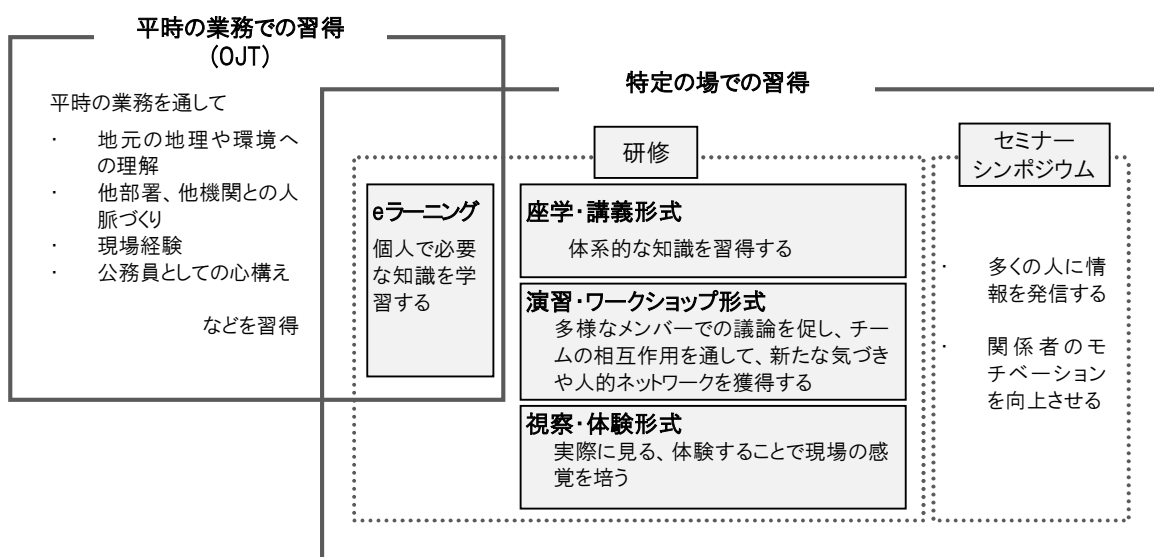 平時の業務での習得
(OJT)
平時の業務を通して
・ 地元の地理や環境へ
の理解
・ 他部署、他機関との人
脈づくり
・ 現場経験
・ 公務員としての心構え
などを習得
特定の場での習得
研修
eラーニング
個人で必要
な知識を学
習する
座学・講義形式
体系的な知識を習得する
演習・ワークショップ形式
多様なメンバーでの議論を促し、チー
ムの相互作用を通して、新たな気づき
や人的ネットワークを獲得する
視察・体験形式
実際に見る、体験することで現場の感
覚を培う
セミナー
シンポジウム
・ 多くの人に情
報を発信する
・ 関係者のモ
チベーション
を向上させる